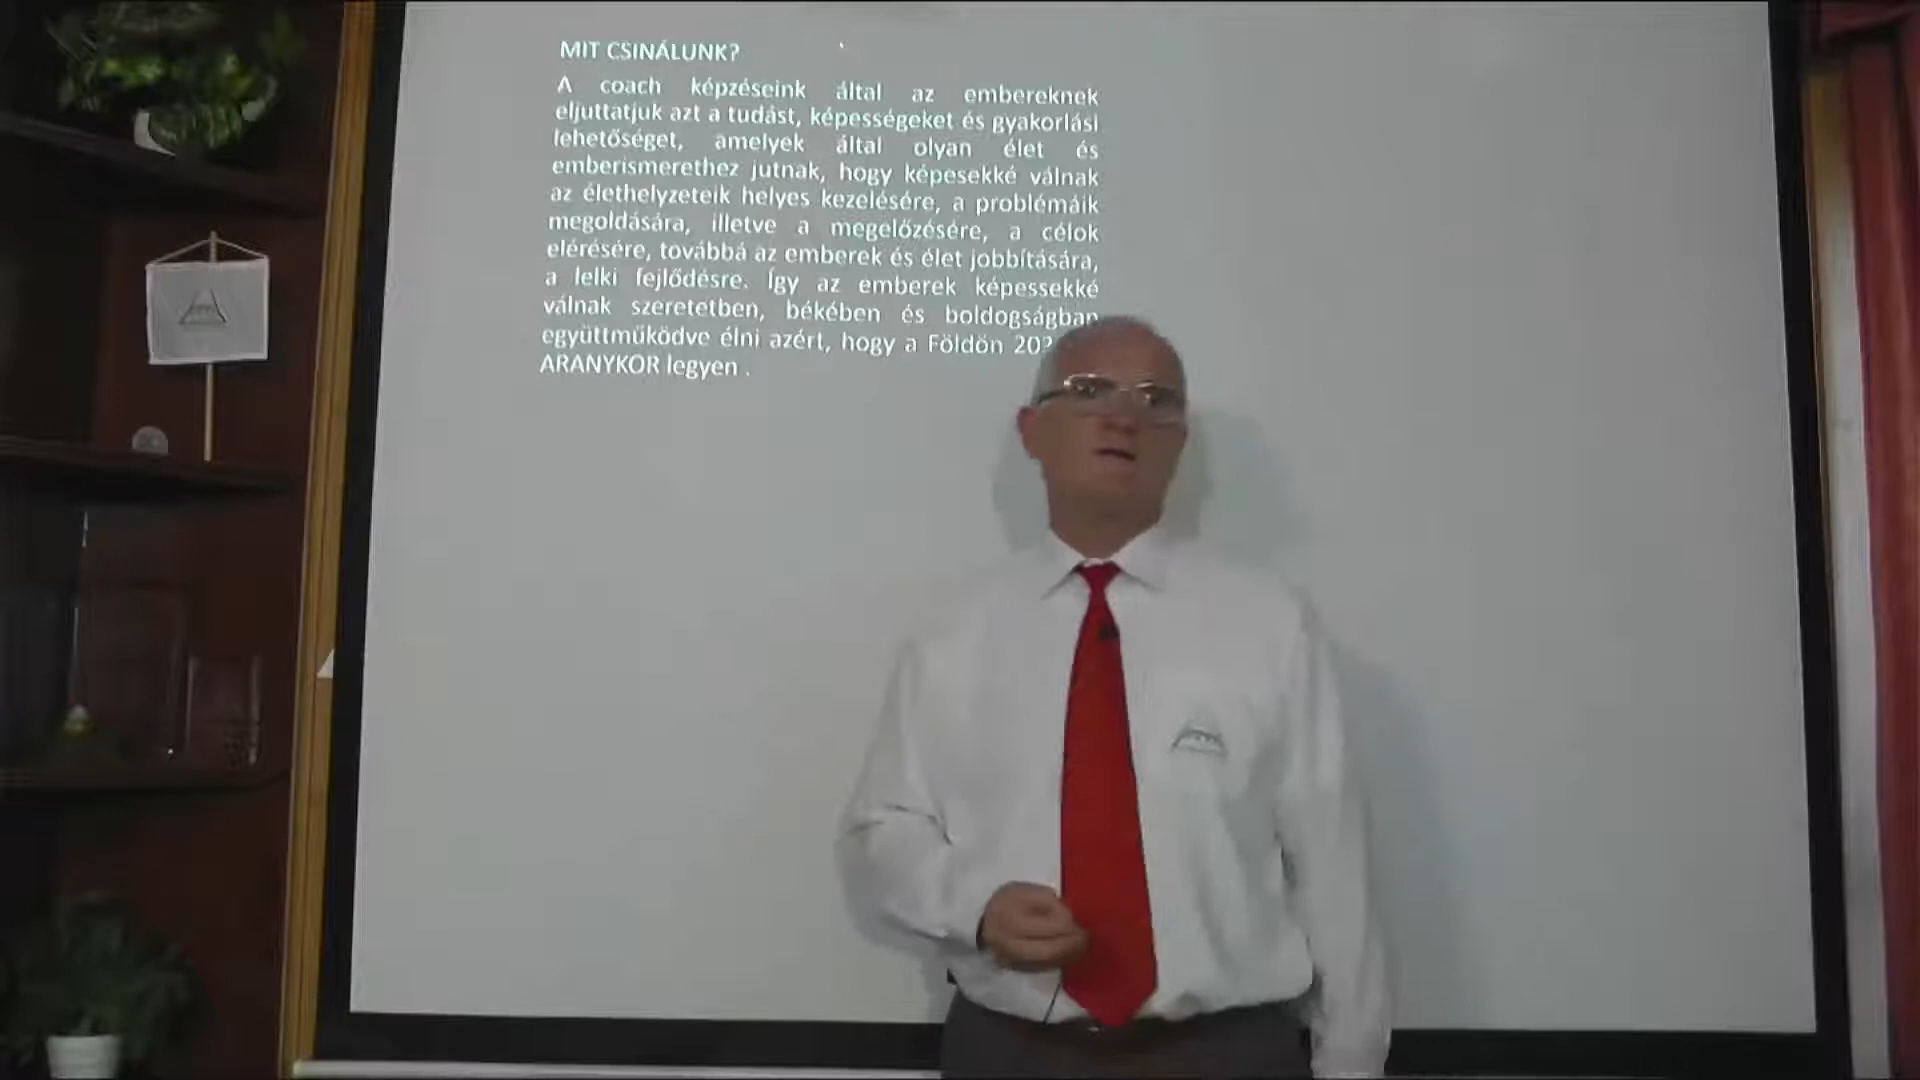 MIT CSINÁLUNK?
A coach képzéseink által az embereknek
eljuttatjuk azt a tudást, képességeket és gyakorlási
lehetőséget, amelyek által olyan élet és
emberismerethez jutnak, hogy képesekké válnak
az élethelyzeteik helyes kezelésére, a problémáik
megoldására, illetve a megelőzésére, a célok
elérésére, továbbá az emberek és élet jobbítására,
a lelki fejlődésre. Így az emberek képessekké
válnak szeretetben, békében és boldogságban
együttműködve élni azért, hogy a Földön
ARANYKOR legyen .